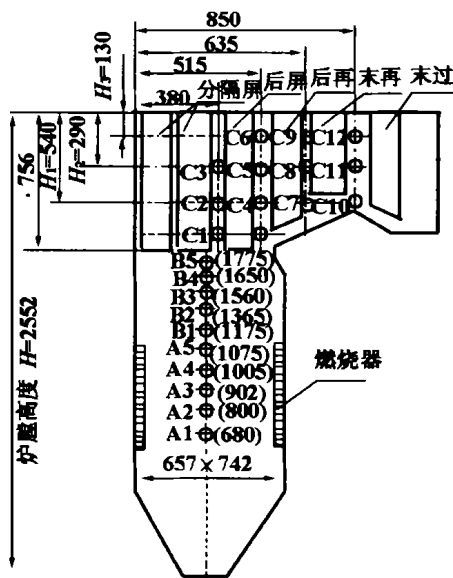 850
635
515
380
分隔屏
后屏
后再
末再
末过
H₃=130
H₂=290
H₁=540
.756
炉膛高度 H=2552
C6
C9
C12
C3
C5
C8
C11
C2
C4
C7
C10
C1
B5 (1775)
B4 (1650)
B3 (1560)
B2 (1365)
B1 (1175)
A5 (1075)
A4 (1005)
A3 (902)
A2 (800)
A1 (680)
燃烧器
657 × 742